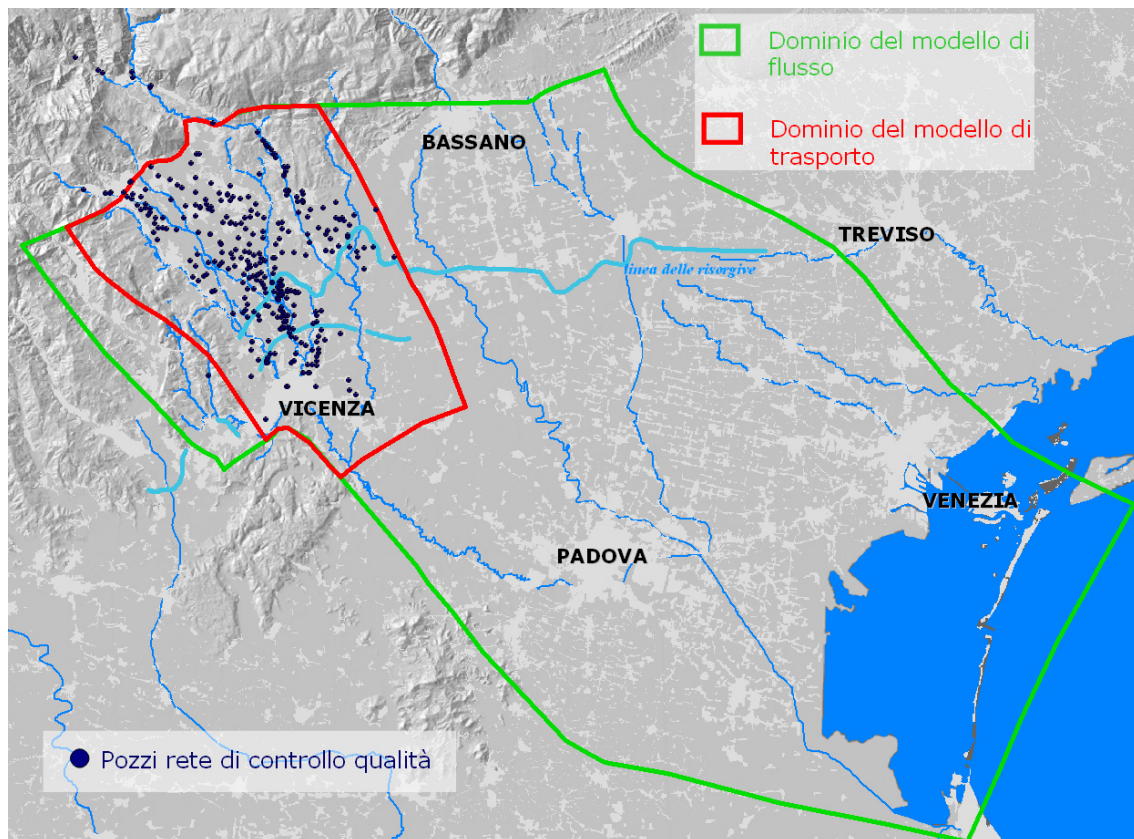 Dominio del modello di
flusso
Dominio del modello di
trasporto
BASSANO
TREVISO
linea delle risorgive
VICENZA
VENEZIA
PADOVA
Pozzi rete di controllo qualità